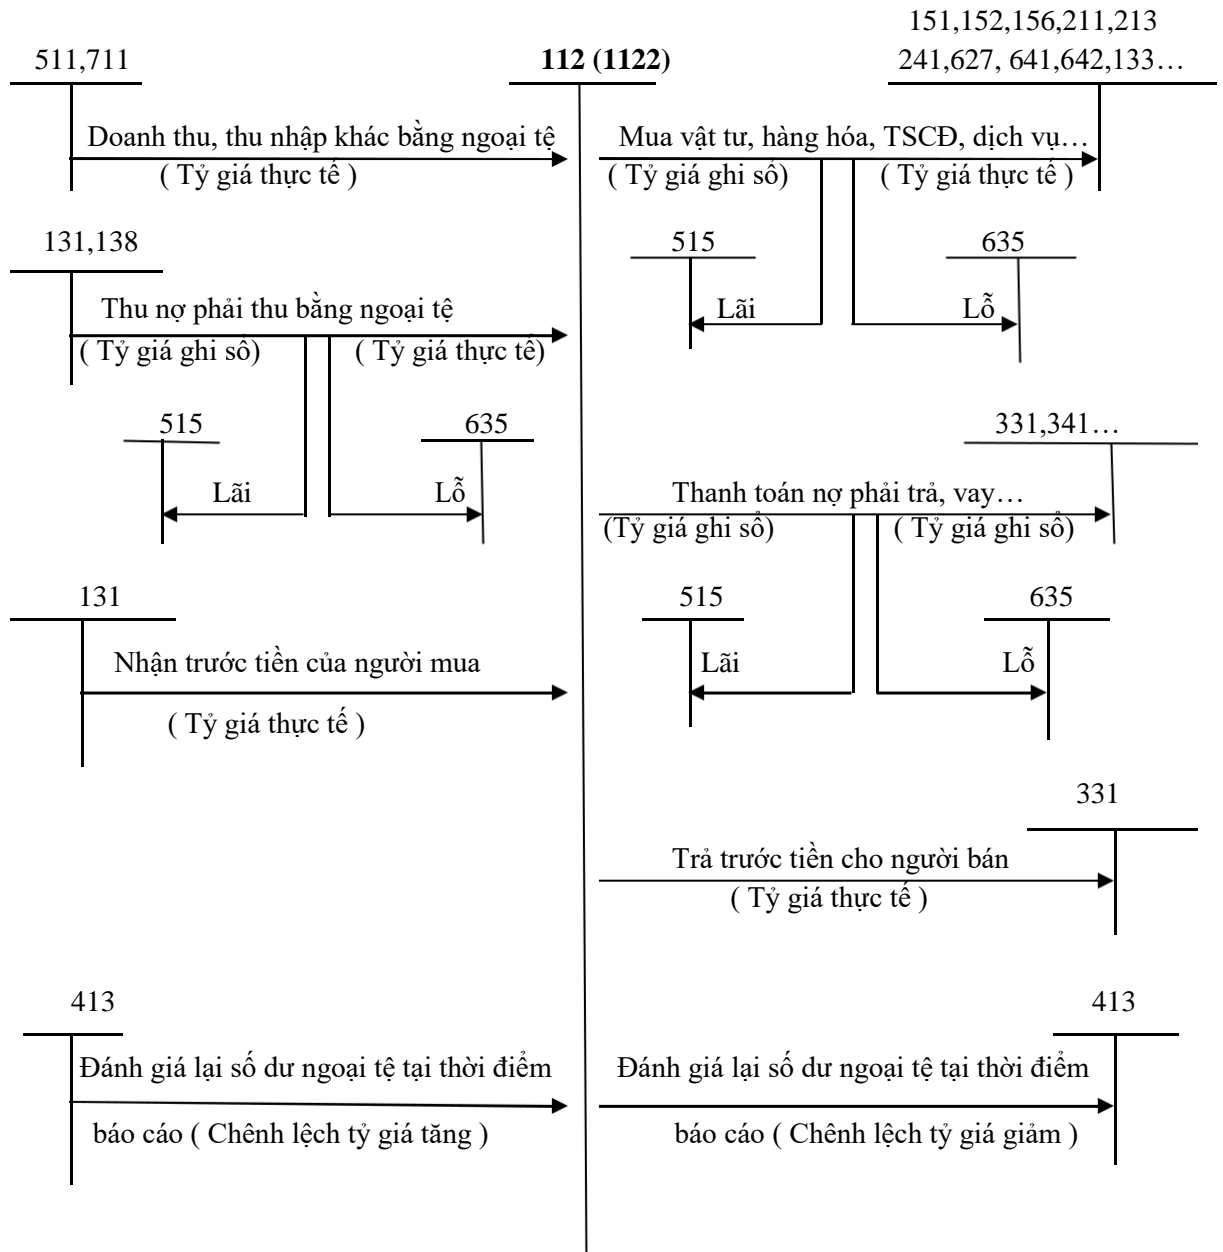 151,152,156,211,213
511,711
112 (1122)
241,627, 641,642,133…
Doanh thu, thu nhập khác bằng ngoại tệ
Mua vật tư, hàng hóa, TSCĐ, dịch vụ…
( Tỷ giá thực tế )
( Tỷ giá ghi sổ)
( Tỷ giá thực tế )
131,138
515
635
Thu nợ phải thu bằng ngoại tệ
Lãi
Lỗ
( Tỷ giá ghi sổ)
( Tỷ giá thực tế)
515
635
331,341…
Lãi
Lỗ
Thanh toán nợ phải trả, vay…
(Tỷ giá ghi sổ)
( Tỷ giá ghi sổ)
131
515
635
Nhận trước tiền của người mua
Lãi
Lỗ
( Tỷ giá thực tế )
331
Trả trước tiền cho người bán
( Tỷ giá thực tế )
413
413
Đánh giá lại số dư ngoại tệ tại thời điểm
Đánh giá lại số dư ngoại tệ tại thời điểm
báo cáo ( Chênh lệch tỷ giá tăng )
báo cáo ( Chênh lệch tỷ giá giảm )